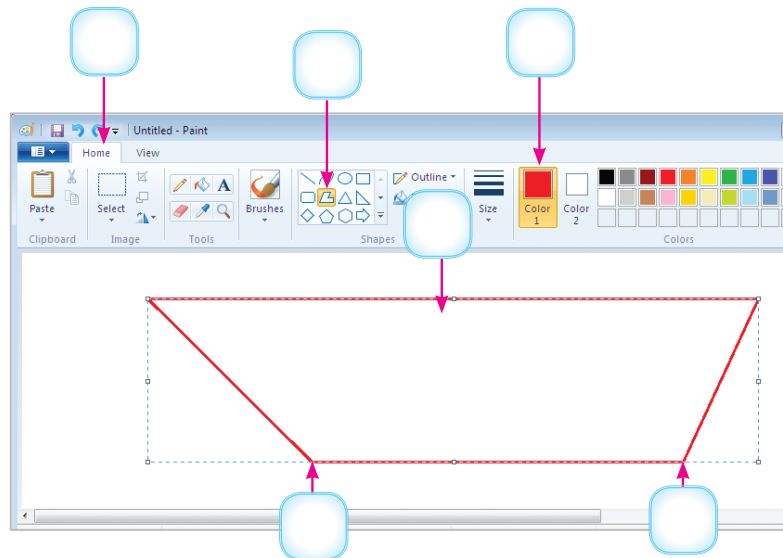 Untitled - Paint
Home View
Outline
Paste
Select
A
Brushes
Size
Color 1
Color 2
Clipboard
Image
Tools
Shapes
Colors